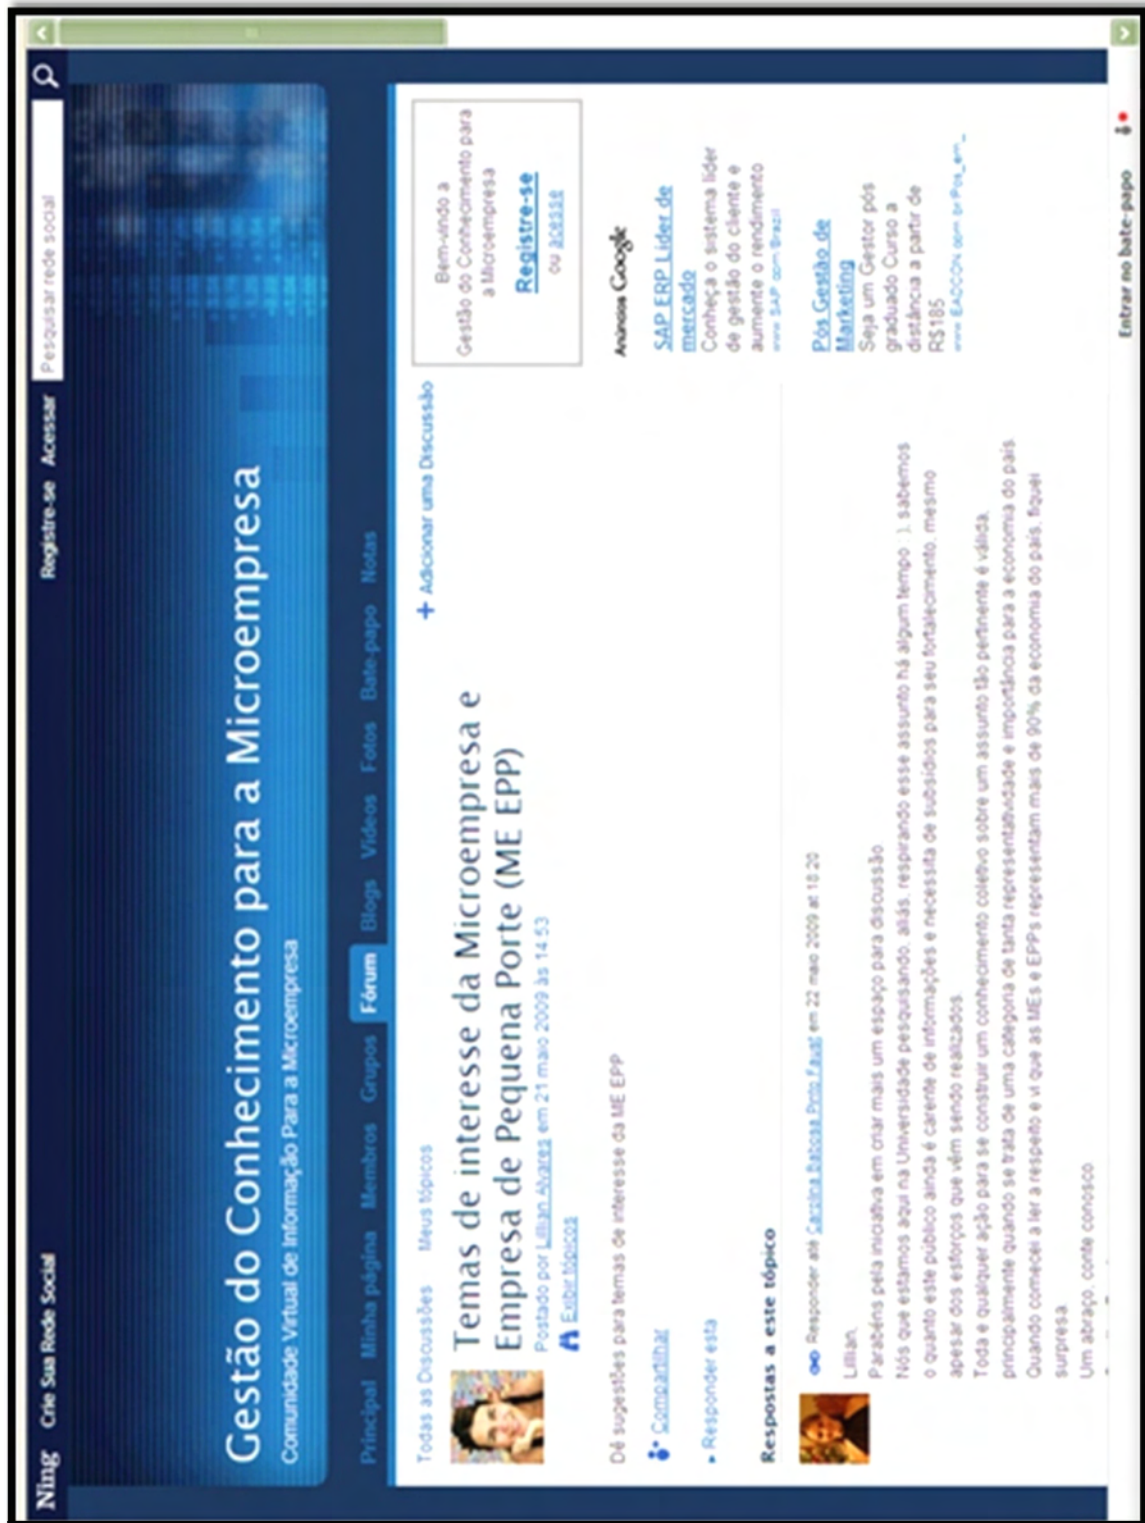 Ning Crie Sua Rede Social Registre-se Acessar Pesquisar rede social
Gestão do Conhecimento para a Microempresa
Comunidade Virtual de Informação Para a Microempresa
Principal Minha página Membros Grupos Fórum Blogs Vídeos Fotos Bate-papo Notas
Todas as Discussões Meus tópicos + Adicionar uma Discussão
Temas de interesse da Microempresa e
Empresa de Pequena Porte (ME EPP)
Postado por Lillian Alvares em 21 maio 2009 às 14:53
Exibir tópicos
Dê sugestões para temas de interesse da ME EPP
Compartilhar
Responder esta
Respostas a este tópico
Responder até Carolina Babosa Pinto Faust em 22 maio 2009 at 18:20
Lillian,
Parabéns pela iniciativa em criar mais um espaço para discussão.
Nós que estamos aqui na Universidade pesquisando, aliás, respirando esse assunto há algum tempo : ), sabemos
o quanto este público ainda é carente de informações e necessita de subsídios para seu fortalecimento, mesmo
apesar dos esforços que vêm sendo realizados.
Toda e qualquer ação para se construir um conhecimento coletivo sobre um assunto tão pertinente é válida,
principalmente quando se trata de uma categoria de tanta representatividade e importância para a economia do país.
Quando comecei a ler a respeito e vi que as MEs e EPPs representam mais de 90% da economia do país, fiquei
surpresa.
Um abraço, conte conosco
Bem-vindo a
Gestão do Conhecimento para
a Microempresa
Registre-se
ou acesse
Anúncios Google
SAP ERP Líder de
mercado
Conheça o sistema líder
de gestão do cliente e
aumente o rendimento
www.SAP.com/Brazil
Pós Gestão de
Marketing
Seja um Gestor pós
graduado Curso a
distância a partir de
R$185
www.EADCON.com.br/Pos_em_
Entrar no bate-papo